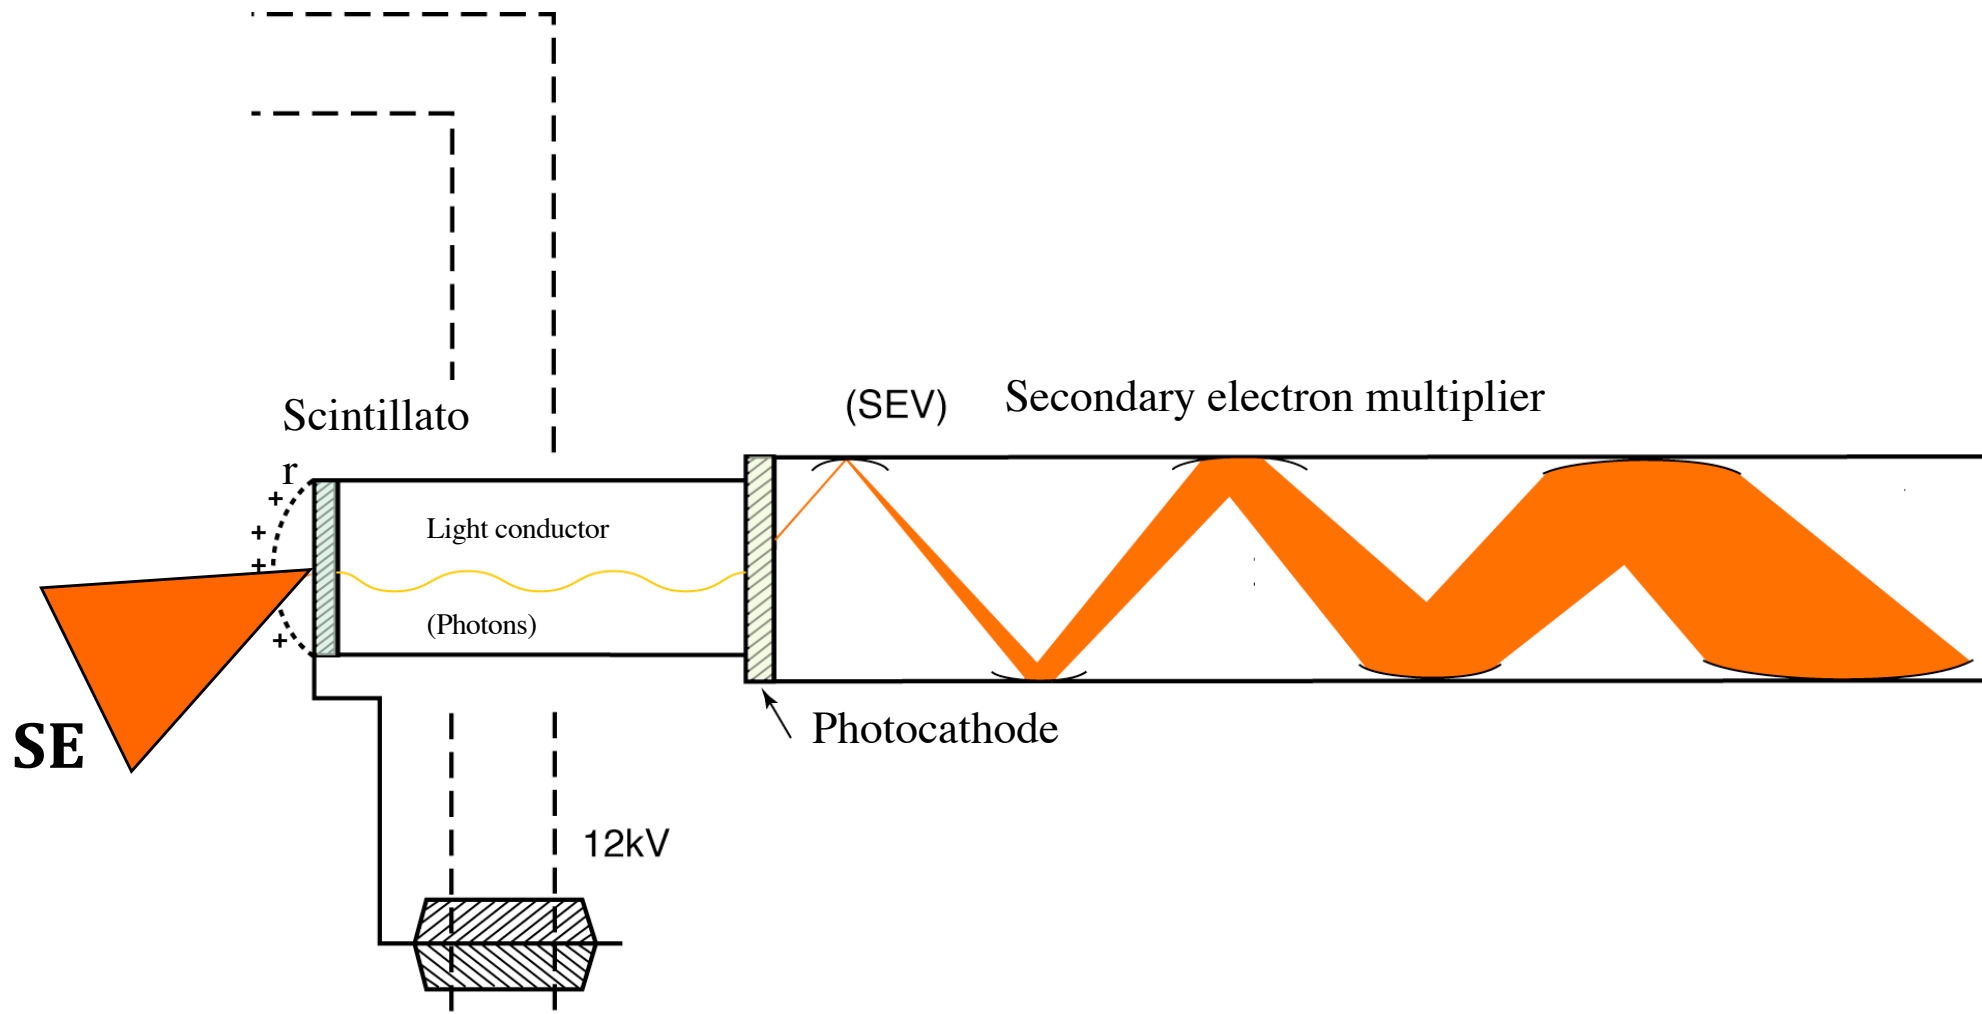 (SEV) Secondary electron multiplier
Scintillato
r
+
+
+
+
Light conductor
(Photons)
SE
Photocathode
12kV